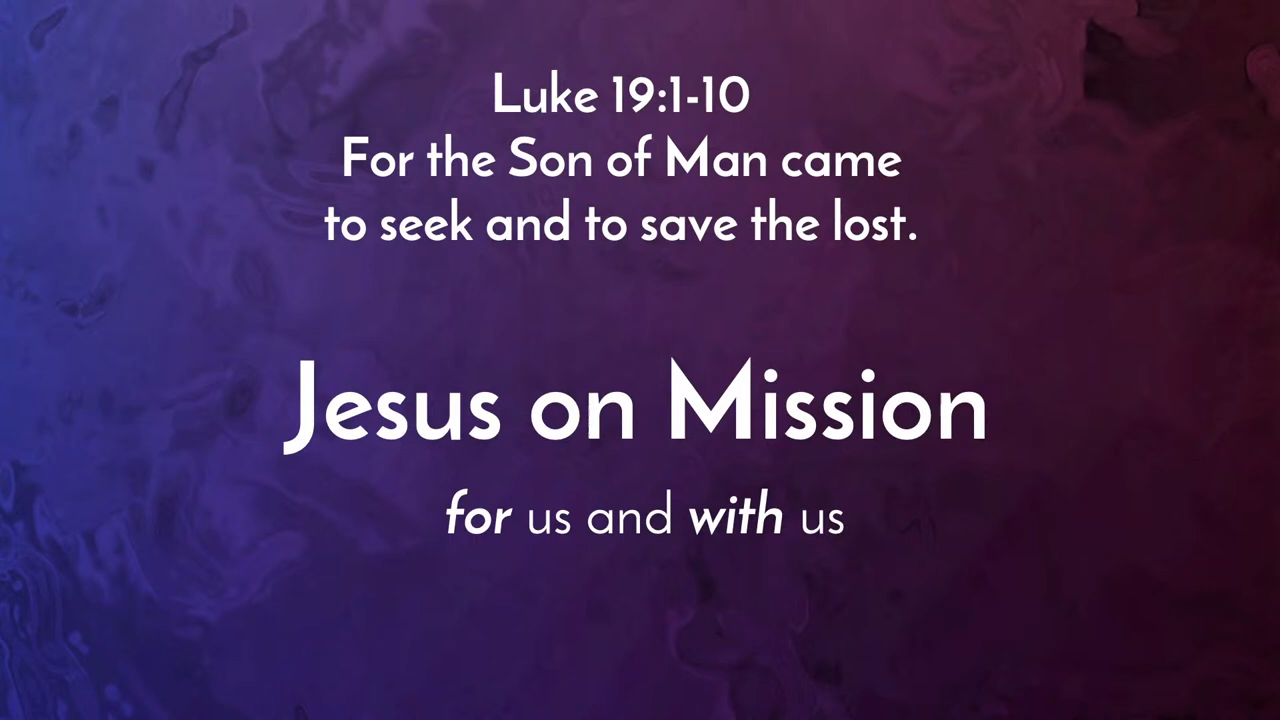 Luke 19:1-10
For the Son of Man came
to seek and to save the lost.
Jesus on Mission
for us and with us